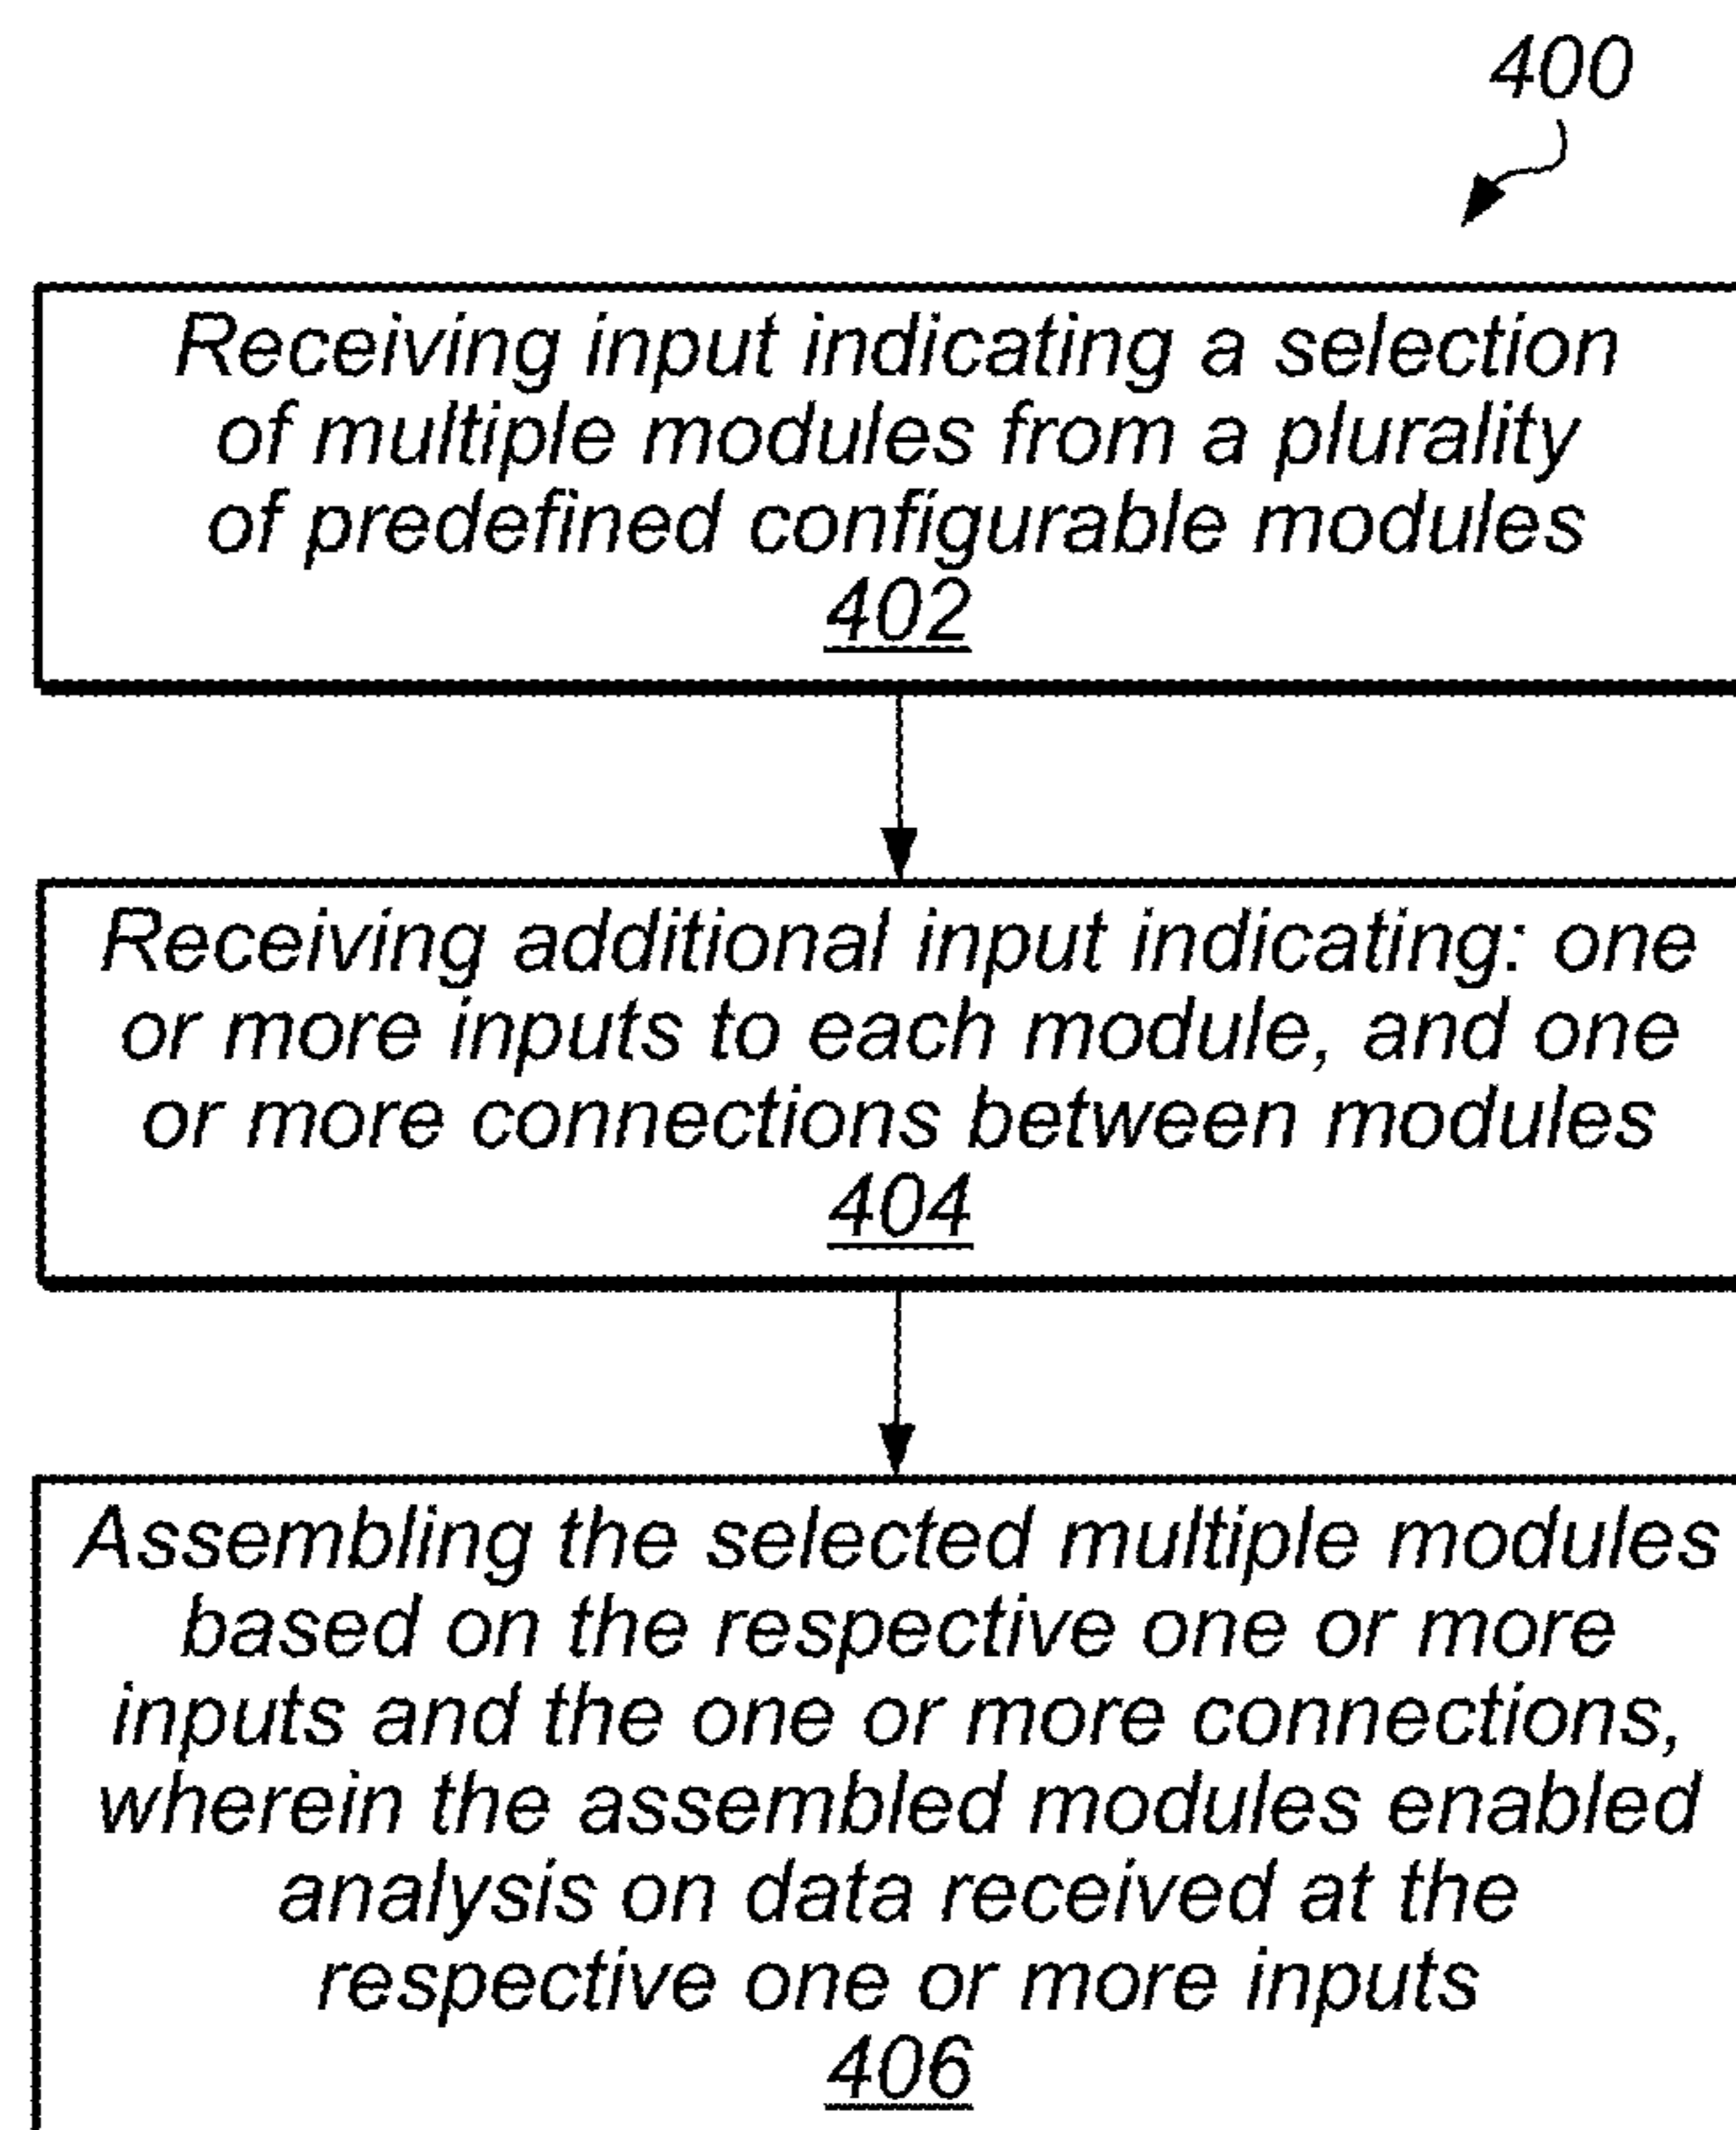 400
Receiving input indicating a selection
of multiple modules from a plurality
of predefined configurable modules
402
Receiving additional input indicating: one
or more inputs to each module, and one
or more connections between modules
404
Assembling the selected multiple modules
based on the respective one or more
inputs and the one or more connections,
wherein the assembled modules enabled
analysis on data received at the
respective one or more inputs
406